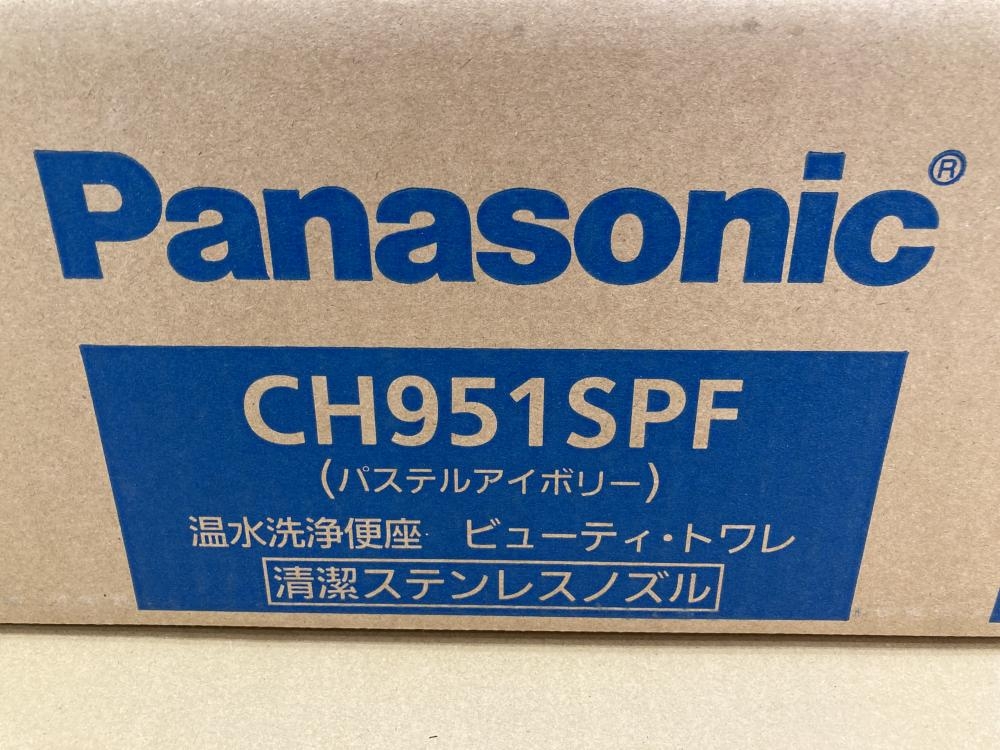 Panasonic®
CH951SPF
(パステルアイボリー)
温水洗浄便座　ビューティ・トワレ
清潔ステンレスノズル